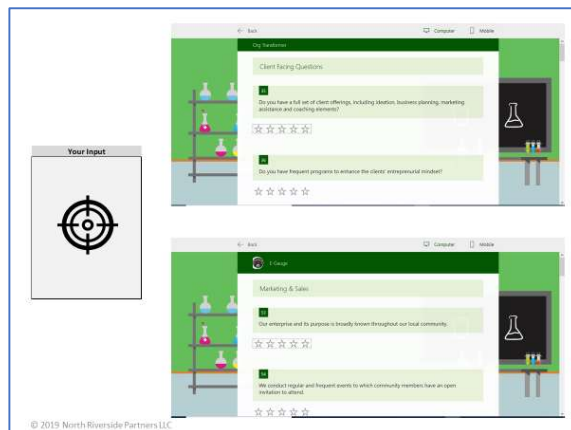 Your Input
Back
Computer
Mobile
Org Transformer
Client Facing Questions
Do you have a full set of client offerings, including ideation, business planning, marketing
assistance and coaching elements?
Do you have frequent programs to enhance the clients' entrepreneurial mindset?
Back
Computer
Mobile
E-Gauge
Marketing & Sales
Our enterprise and its purpose is broadly known throughout our local community.
We conduct regular and frequent events to which community members have an open
invitation to attend.
© 2019 North Riverside Partners LLC